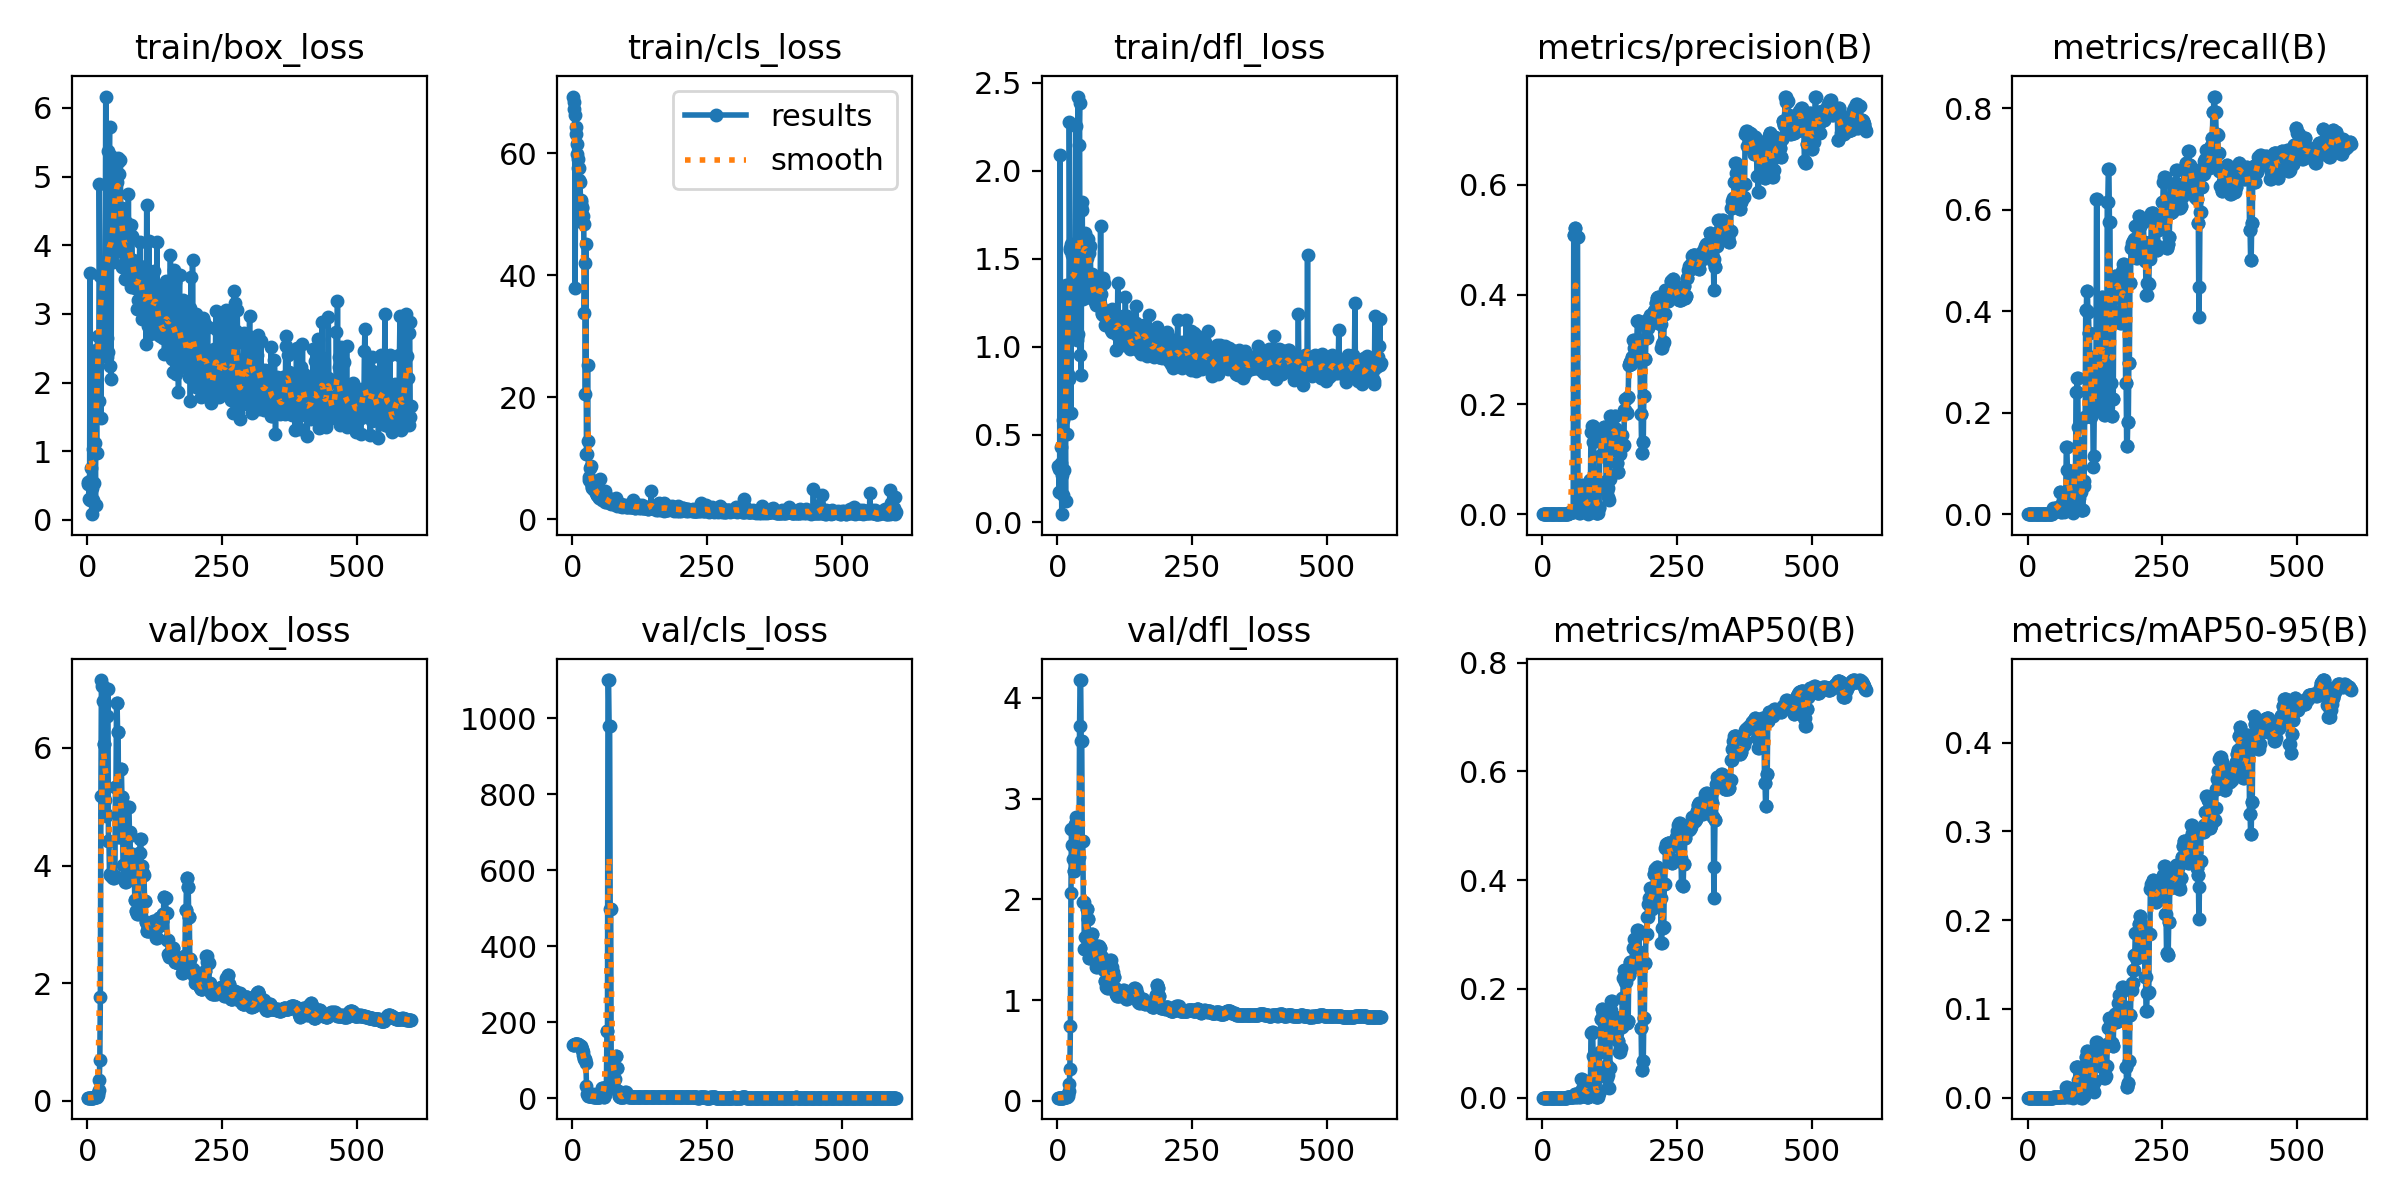 train/box_loss
6
5
4
3
2
1
0
0 250 500
train/cls_loss
results
smooth
60
40
20
0
0 250 500
train/dfl_loss
2.5
2.0
1.5
1.0
0.5
0.0
0 250 500
metrics/precision(B)
0.6
0.4
0.2
0.0
0 250 500
metrics/recall(B)
0.8
0.6
0.4
0.2
0.0
0 250 500
val/box_loss
6
4
2
0
0 250 500
val/cls_loss
1000
800
600
400
200
0
0 250 500
val/dfl_loss
4
3
2
1
0
0 250 500
metrics/mAP50(B)
0.8
0.6
0.4
0.2
0.0
0 250 500
metrics/mAP50-95(B)
0.4
0.3
0.2
0.1
0.0
0 250 500